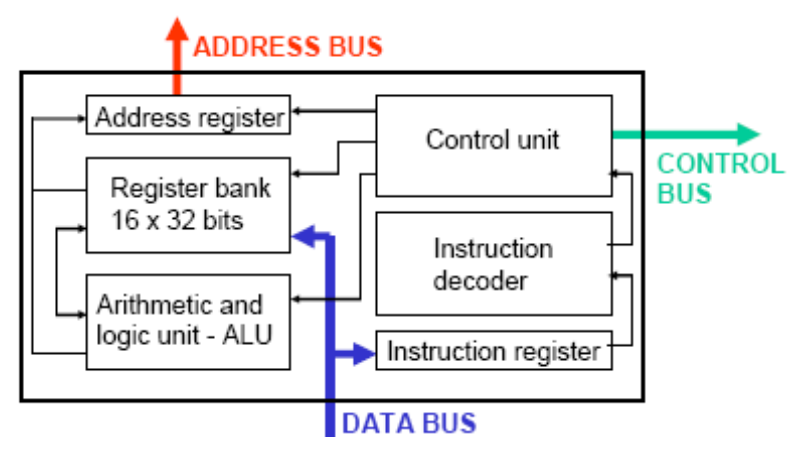 ADDRESS BUS
Address register
Control unit
CONTROL
BUS
Register bank
16 x 32 bits
Instruction
decoder
Arithmetic and
logic unit - ALU
Instruction register
DATA BUS